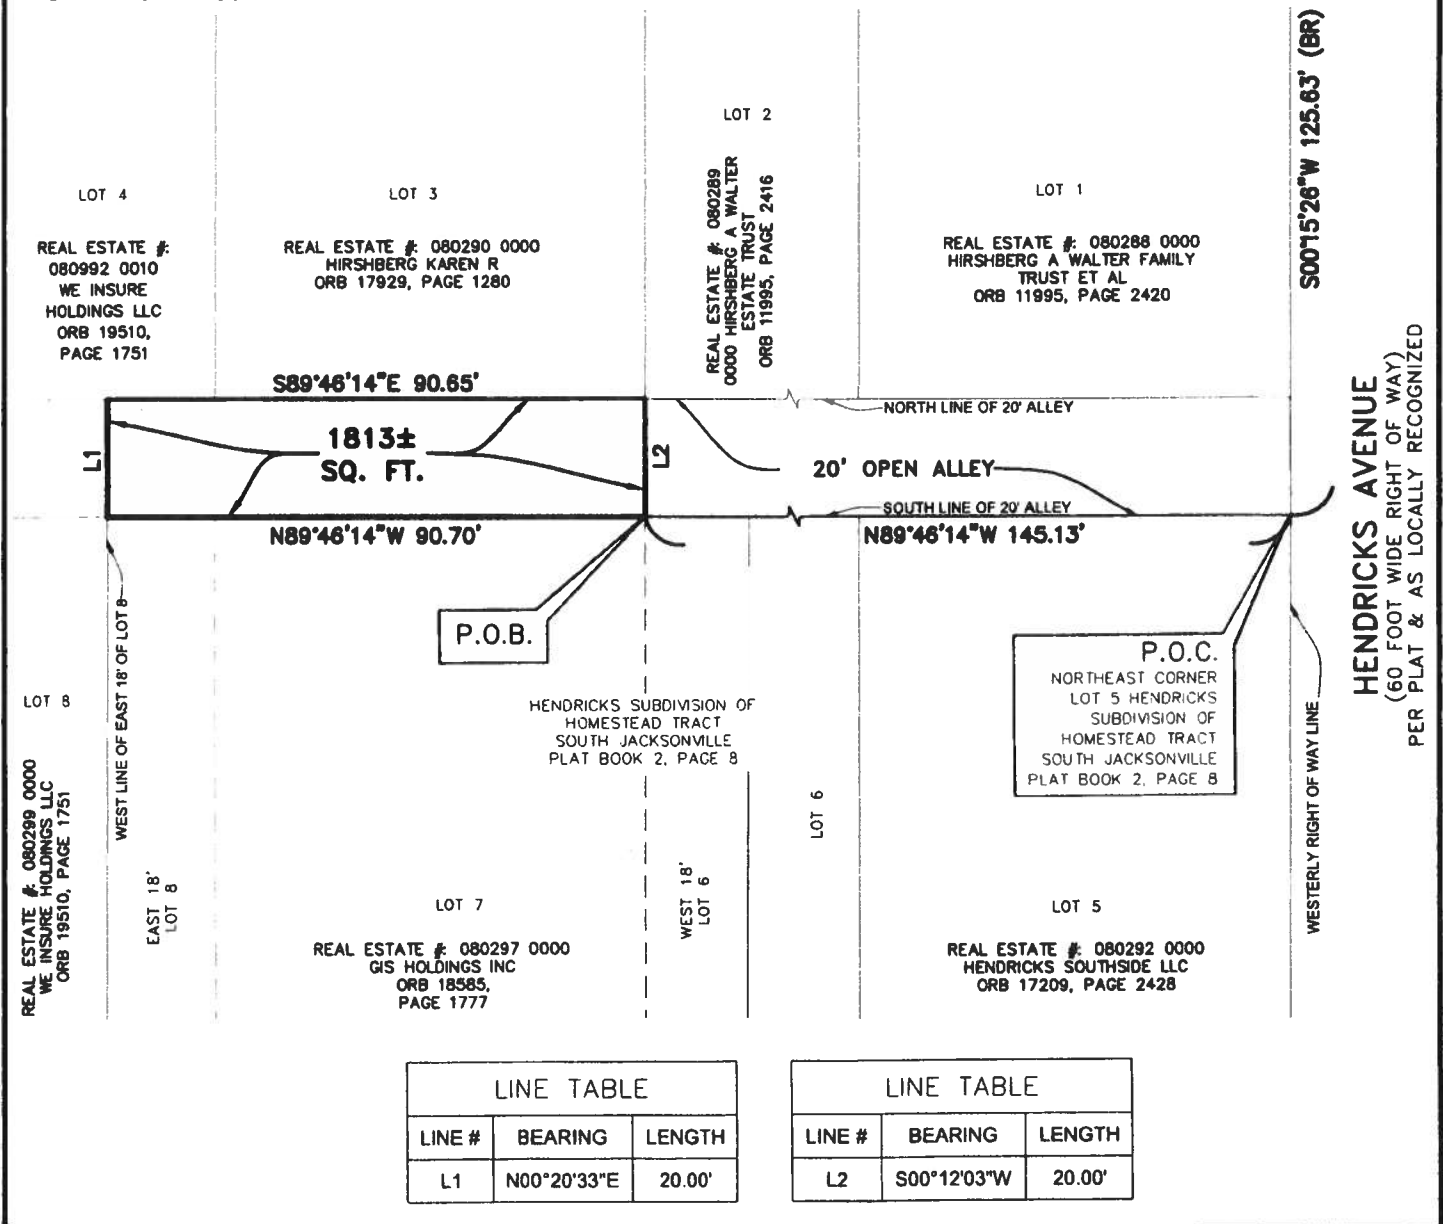 S00°15'26"W 125.63' (BR)
LOT 2
REAL ESTATE #: 080289
0000 HIRSHBERG A WALTER
ESTATE TRUST
ORB 11995, PAGE 2416
LOT 4
REAL ESTATE #:
080992 0010
WE INSURE
HOLDINGS LLC
ORB 19510,
PAGE 1751
LOT 3
REAL ESTATE #: 080290 0000
HIRSHBERG KAREN R
ORB 17929, PAGE 1280
LOT 1
REAL ESTATE #: 080288 0000
HIRSHBERG A WALTER FAMILY
TRUST ET AL
ORB 11995, PAGE 2420
S89°46'14"E 90.65'
NORTH LINE OF 20' ALLEY
L1
1813±
SQ. FT.
L2
20' OPEN ALLEY
SOUTH LINE OF 20' ALLEY
N89°46'14"W 90.70'
N89°46'14"W 145.13'
HENDRICKS AVENUE
(60 FOOT WIDE RIGHT OF WAY)
PER PLAT & AS LOCALLY RECOGNIZED
P.O.B.
P.O.C.
NORTHEAST CORNER
LOT 5 HENDRICKS
SUBDIVISION OF
HOMESTEAD TRACT
SOUTH JACKSONVILLE
PLAT BOOK 2, PAGE 8
WEST LINE OF EAST 18' OF LOT 8
HENDRICKS SUBDIVISION OF
HOMESTEAD TRACT
SOUTH JACKSONVILLE
PLAT BOOK 2, PAGE 8
WESTERLY RIGHT OF WAY LINE
LOT 8
REAL ESTATE #: 080299 0000
WE INSURE HOLDINGS LLC
ORB 19510, PAGE 1751
EAST 18'
LOT 8
LOT 7
REAL ESTATE #: 080297 0000
GIS HOLDINGS INC
ORB 18585,
PAGE 1777
WEST 18'
LOT 6
LOT 6
LOT 5
REAL ESTATE #: 080292 0000
HENDRICKS SOUTHSIDE LLC
ORB 17209, PAGE 2428
LINE TABLE
LINE # BEARING LENGTH
L1 N00°20'33"E 20.00'
LINE TABLE
LINE # BEARING LENGTH
L2 S00°12'03"W 20.00'